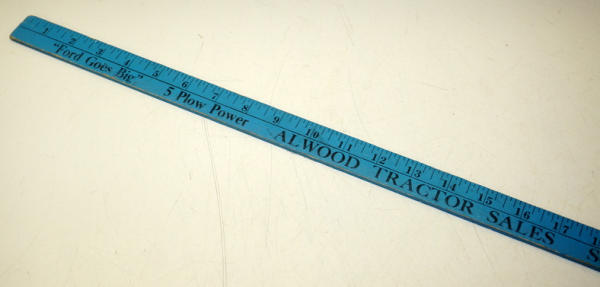 1 2 3 4 5 6 7 8 9 10 11 12 13 14 15 16 17
"Ford Goes Big" 5 Plow Power ALWOOD TRACTOR SALES S